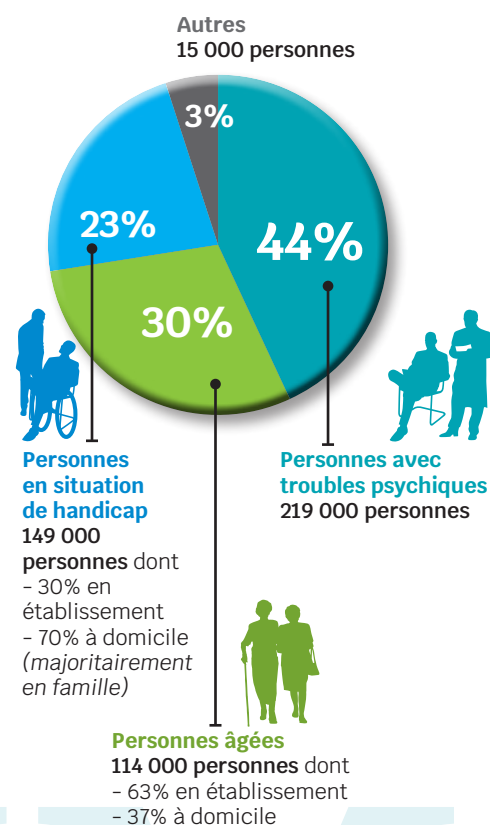 Autres
15 000 personnes
3%
23%
44%
30%
Personnes
en situation
de handicap
149 000
personnes dont
- 30% en
établissement
- 70% à domicile
(majoritairement
en famille)
Personnes avec
troubles psychiques
219 000 personnes
Personnes âgées
114 000 personnes dont
- 63% en établissement
- 37% à domicile